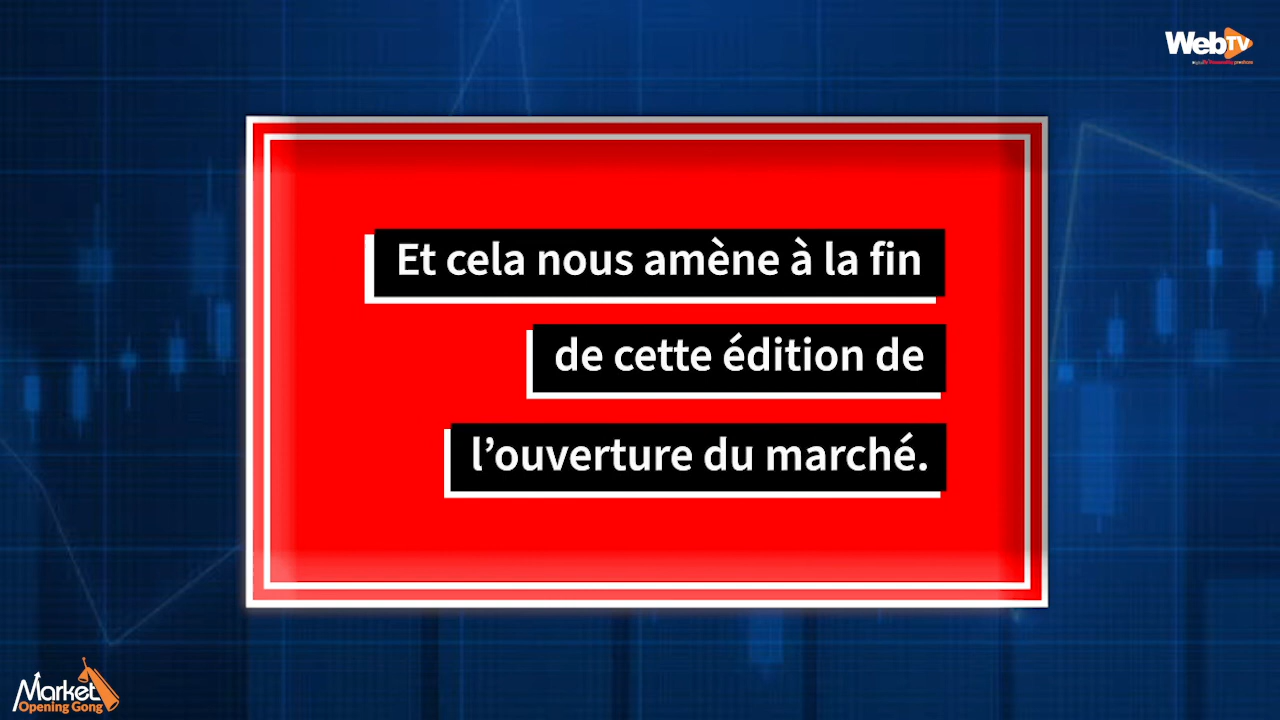 WebTV
Et cela nous amène à la fin
de cette édition de
l’ouverture du marché.
Market
Opening Gong